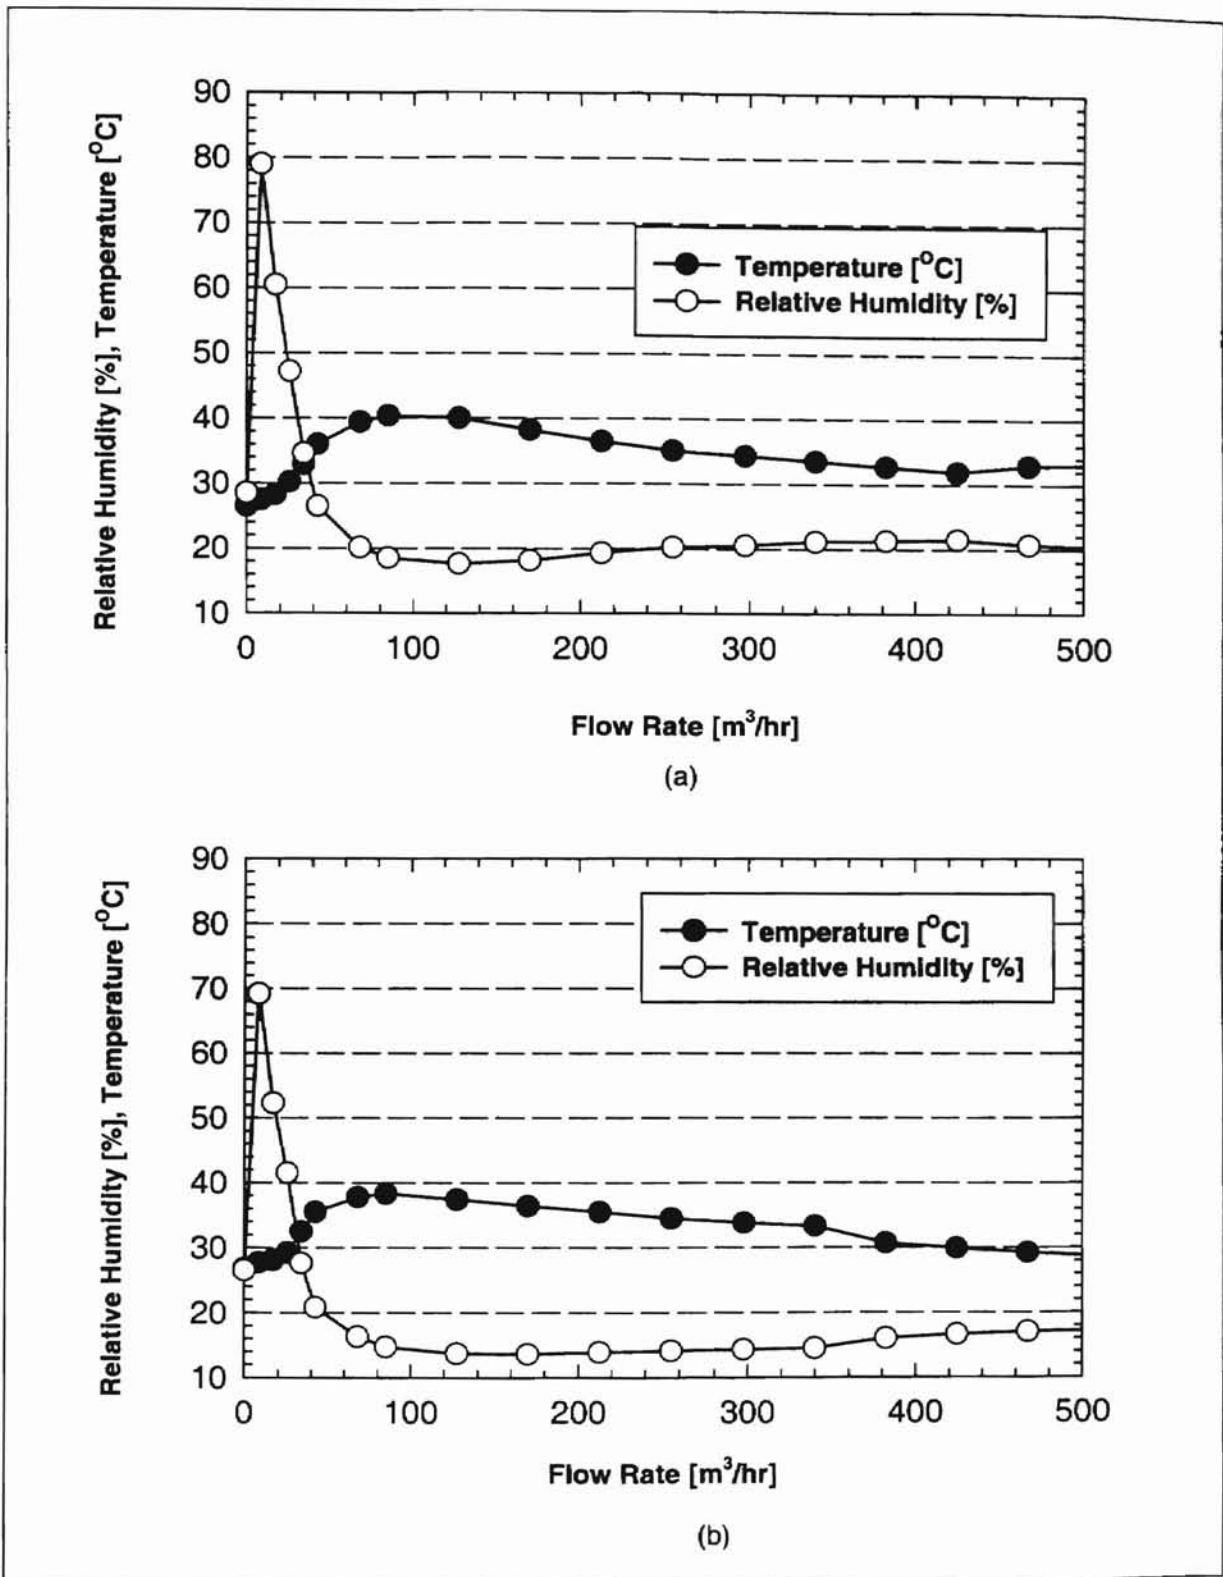 90
80
70
60
50
40
30
20
10
Relative Humidity [%], Temperature [°C]
Temperature [°C]
Relative Humidity [%]
0 100 200 300 400 500
Flow Rate [m³/hr]
(a)
90
80
70
60
50
40
30
20
10
Relative Humidity [%], Temperature [°C]
Temperature [°C]
Relative Humidity [%]
0 100 200 300 400 500
Flow Rate [m³/hr]
(b)